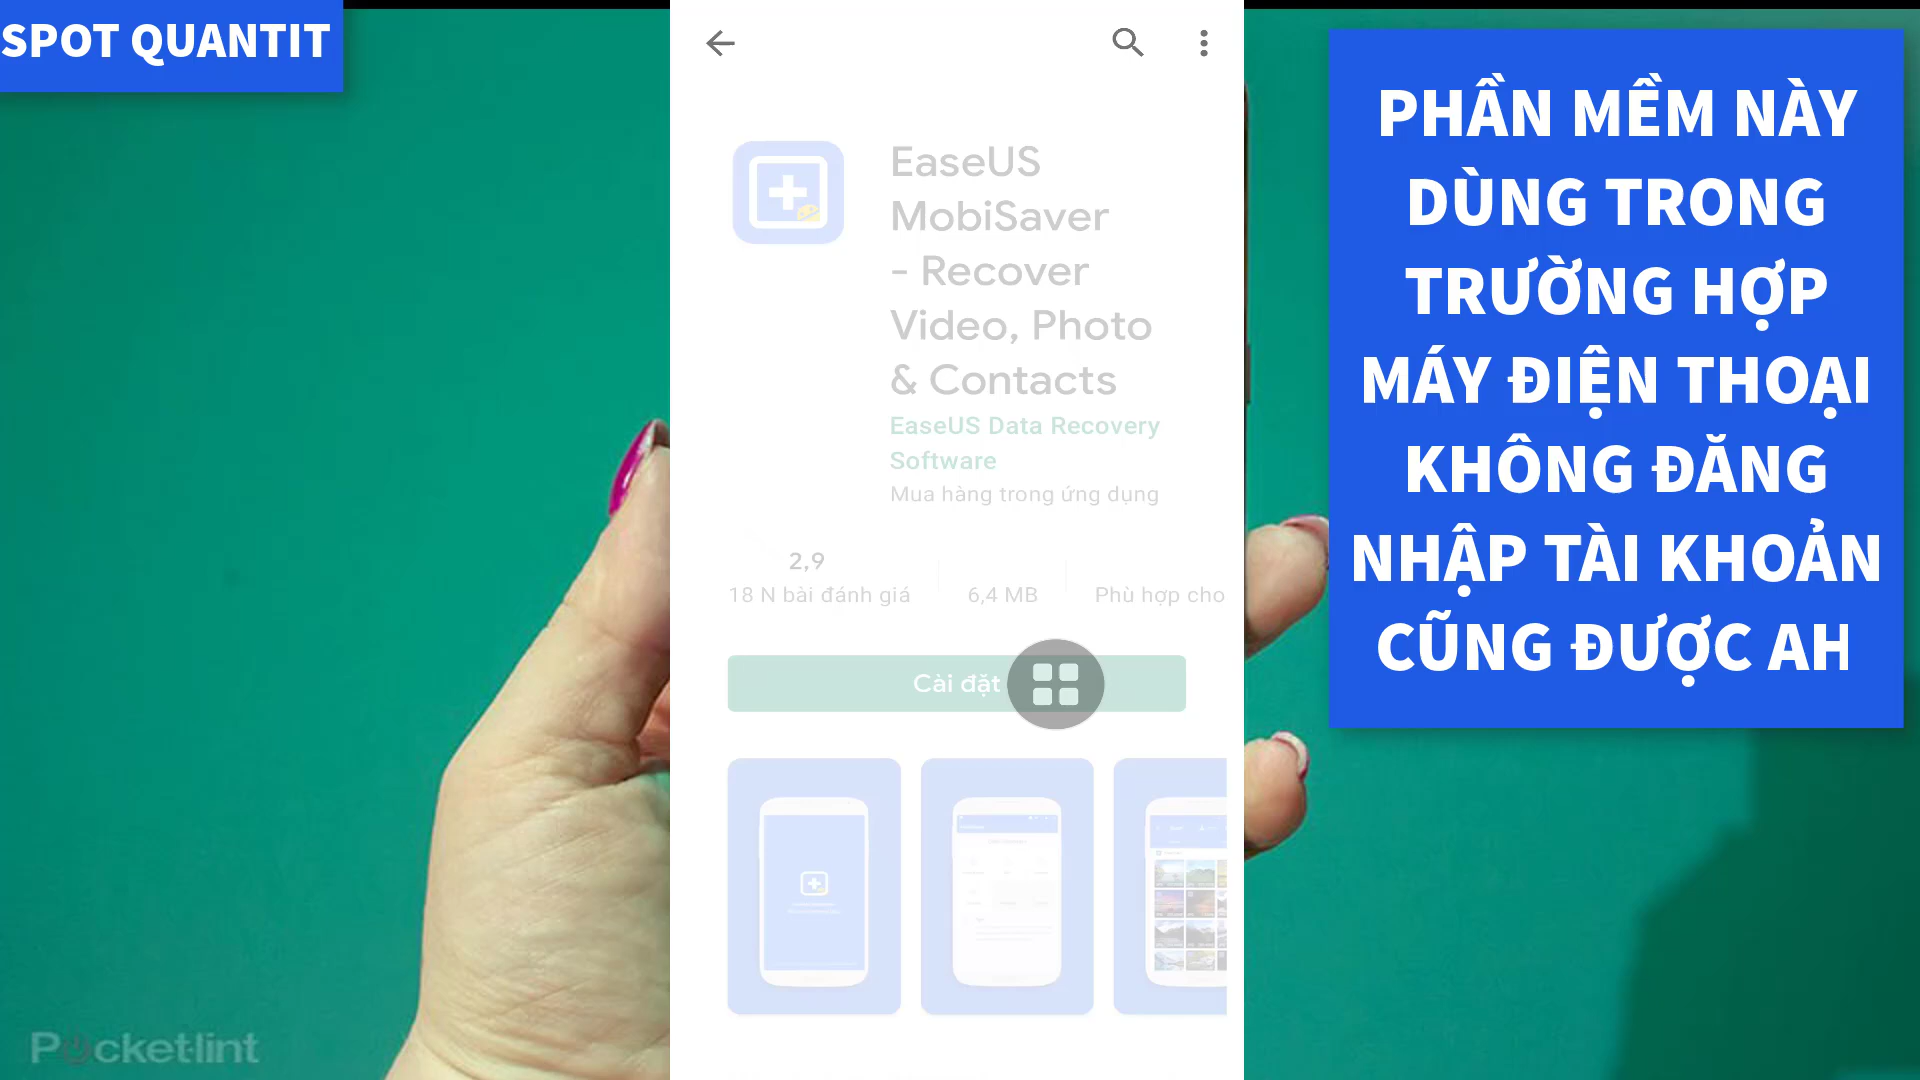 SPOT QUANTIT
EaseUS
MobiSaver
- Recover
Video, Photo
& Contacts
EaseUS Data Recovery
Software
Mua hàng trong ứng dụng
2,9
18 N bài đánh giá
6,4 MB
Phù hợp cho
Cài đặt
PHẦN MỀM NÀY
DÙNG TRONG
TRƯỜNG HỢP
MÁY ĐIỆN THOẠI
KHÔNG ĐĂNG
NHẬP TÀI KHOẢN
CŨNG ĐƯỢC AH
Pocket-lint